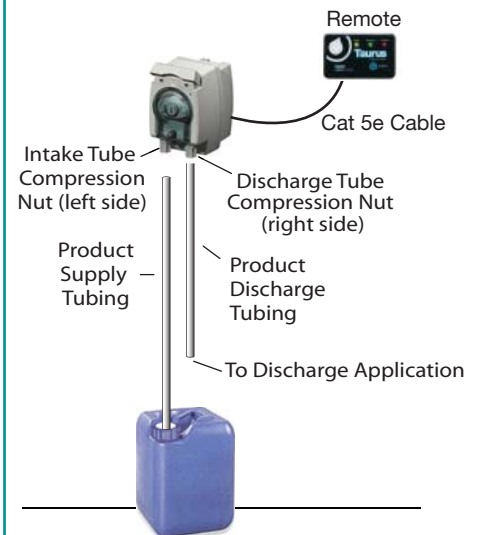 Remote
Taurus
Cat 5e Cable
Intake Tube
Compression
Nut (left side)
Discharge Tube
Compression Nut
(right side)
Product
Supply
Tubing
Product
Discharge
Tubing
To Discharge Application